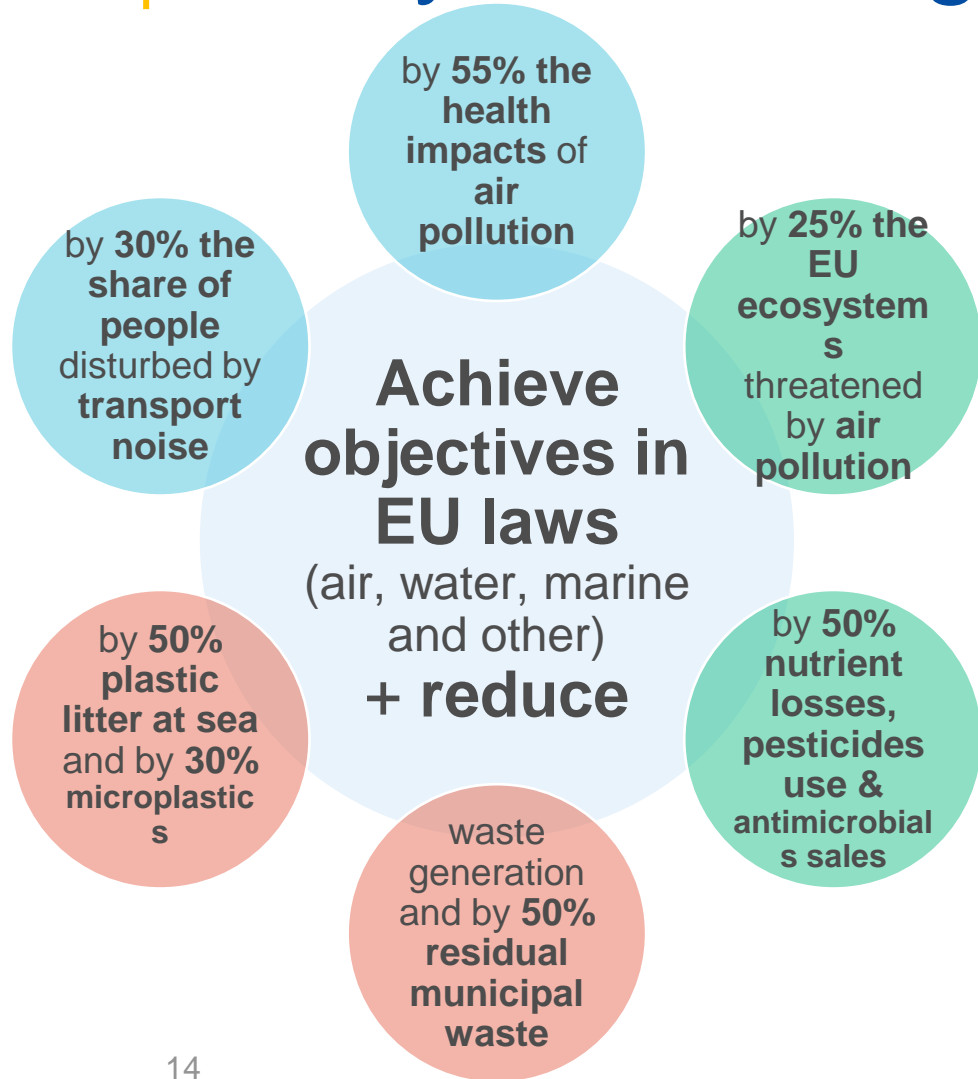 by 55% the
health
impacts of
air
pollution
by 25% the
EU
ecosystem
s
threatened
by air
pollution
by 50%
nutrient
losses,
pesticides
use &
antimicrobial
s sales
waste
generation
and by 50%
residual
municipal
waste
by 50%
plastic
litter at sea
and by 30%
microplastic
s
by 30% the
share of
people
disturbed by
transport
noise
Achieve
objectives in
EU laws
(air, water, marine
and other)
+ reduce
14